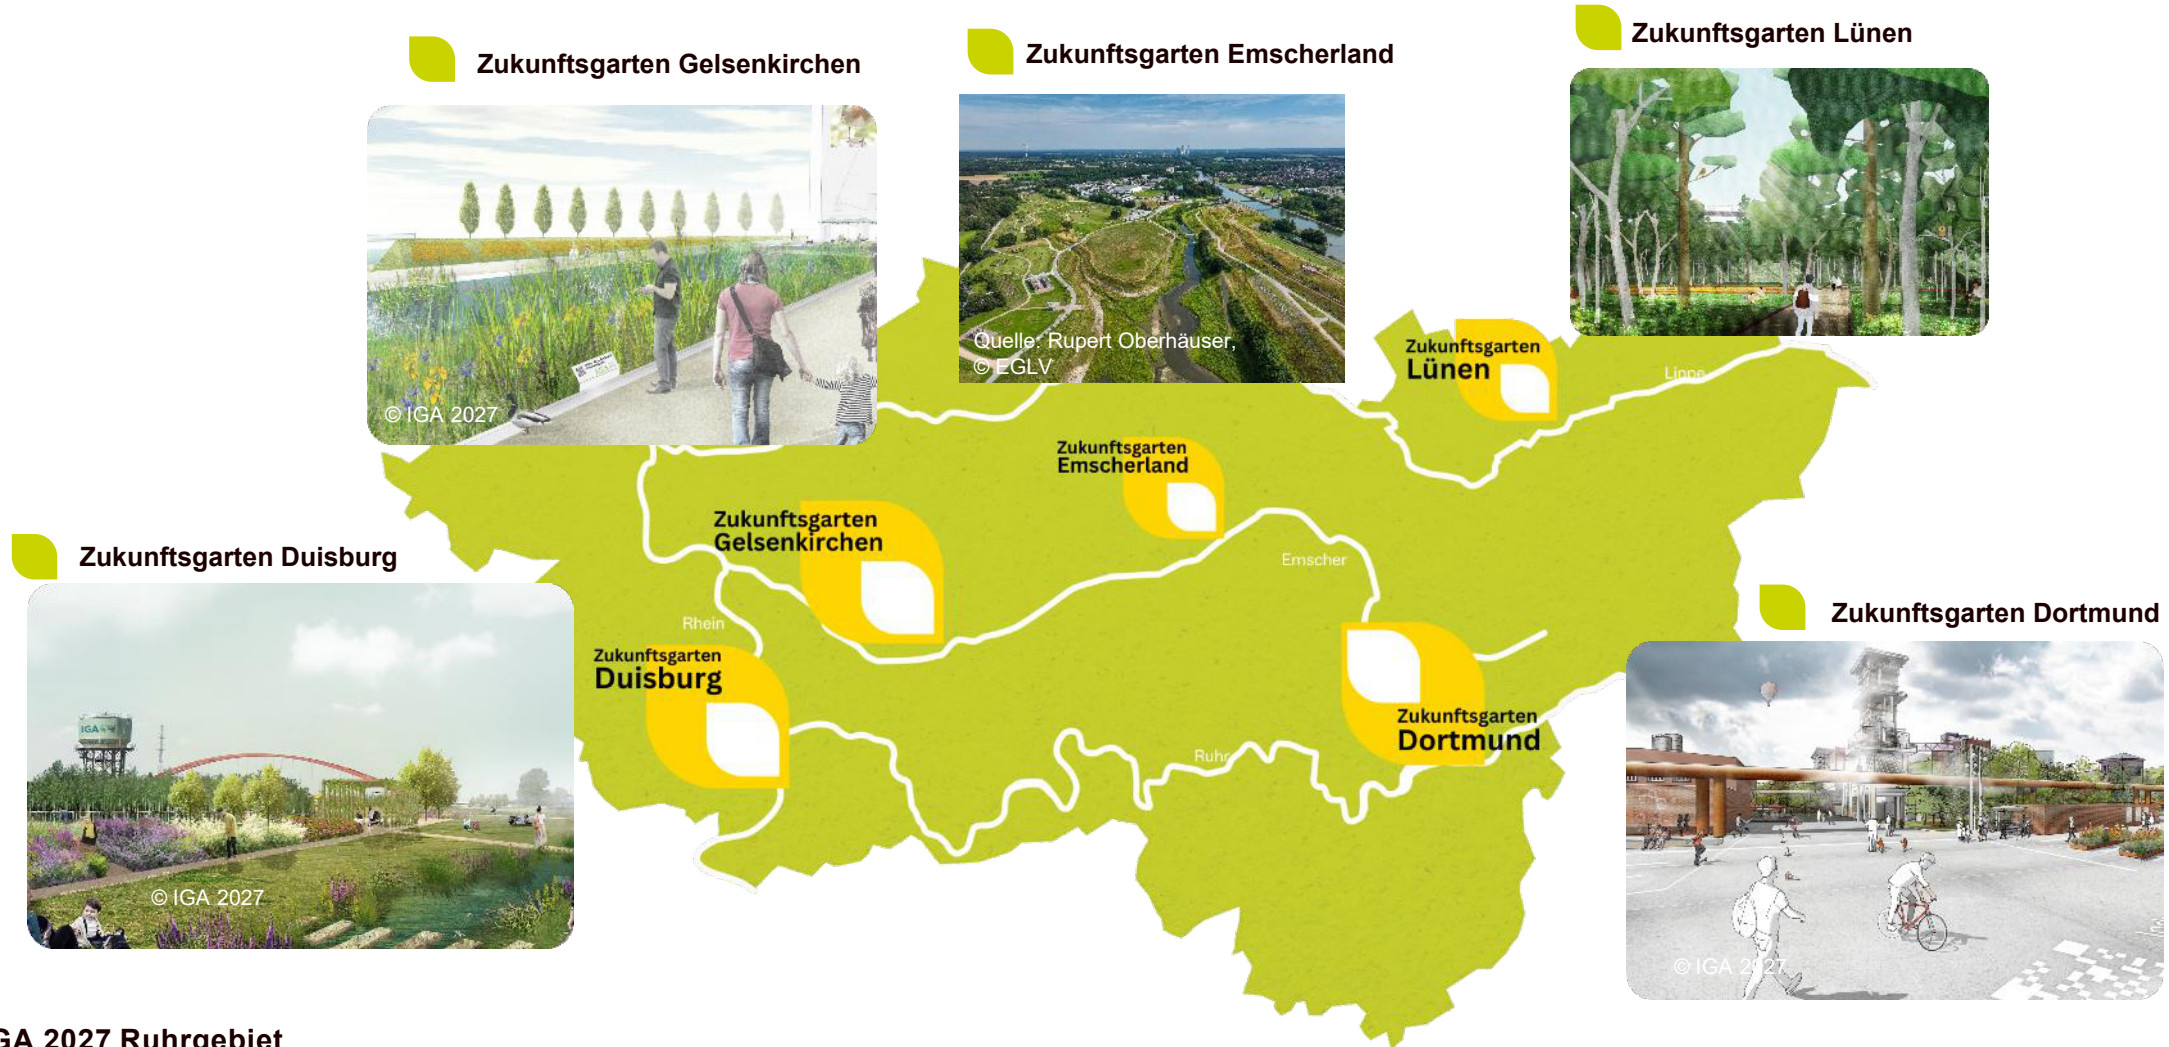 Zukunftsgarten Gelsenkirchen
Zukunftsgarten Emscherland
Zukunftsgarten Lünen
© IGA 2027
Quelle: Rupert Oberhäuser,
© EGLV
Zukunftsgarten
Lünen
Lippe
Zukunftsgarten
Emscherland
Zukunftsgarten
Gelsenkirchen
Emscher
Zukunftsgarten Duisburg
Rhein
Zukunftsgarten
Duisburg
Zukunftsgarten Dortmund
Zukunftsgarten
Dortmund
Ruhr
IGA
© IGA 2027
© IGA 2027
GA 2027 Ruhrgebiet